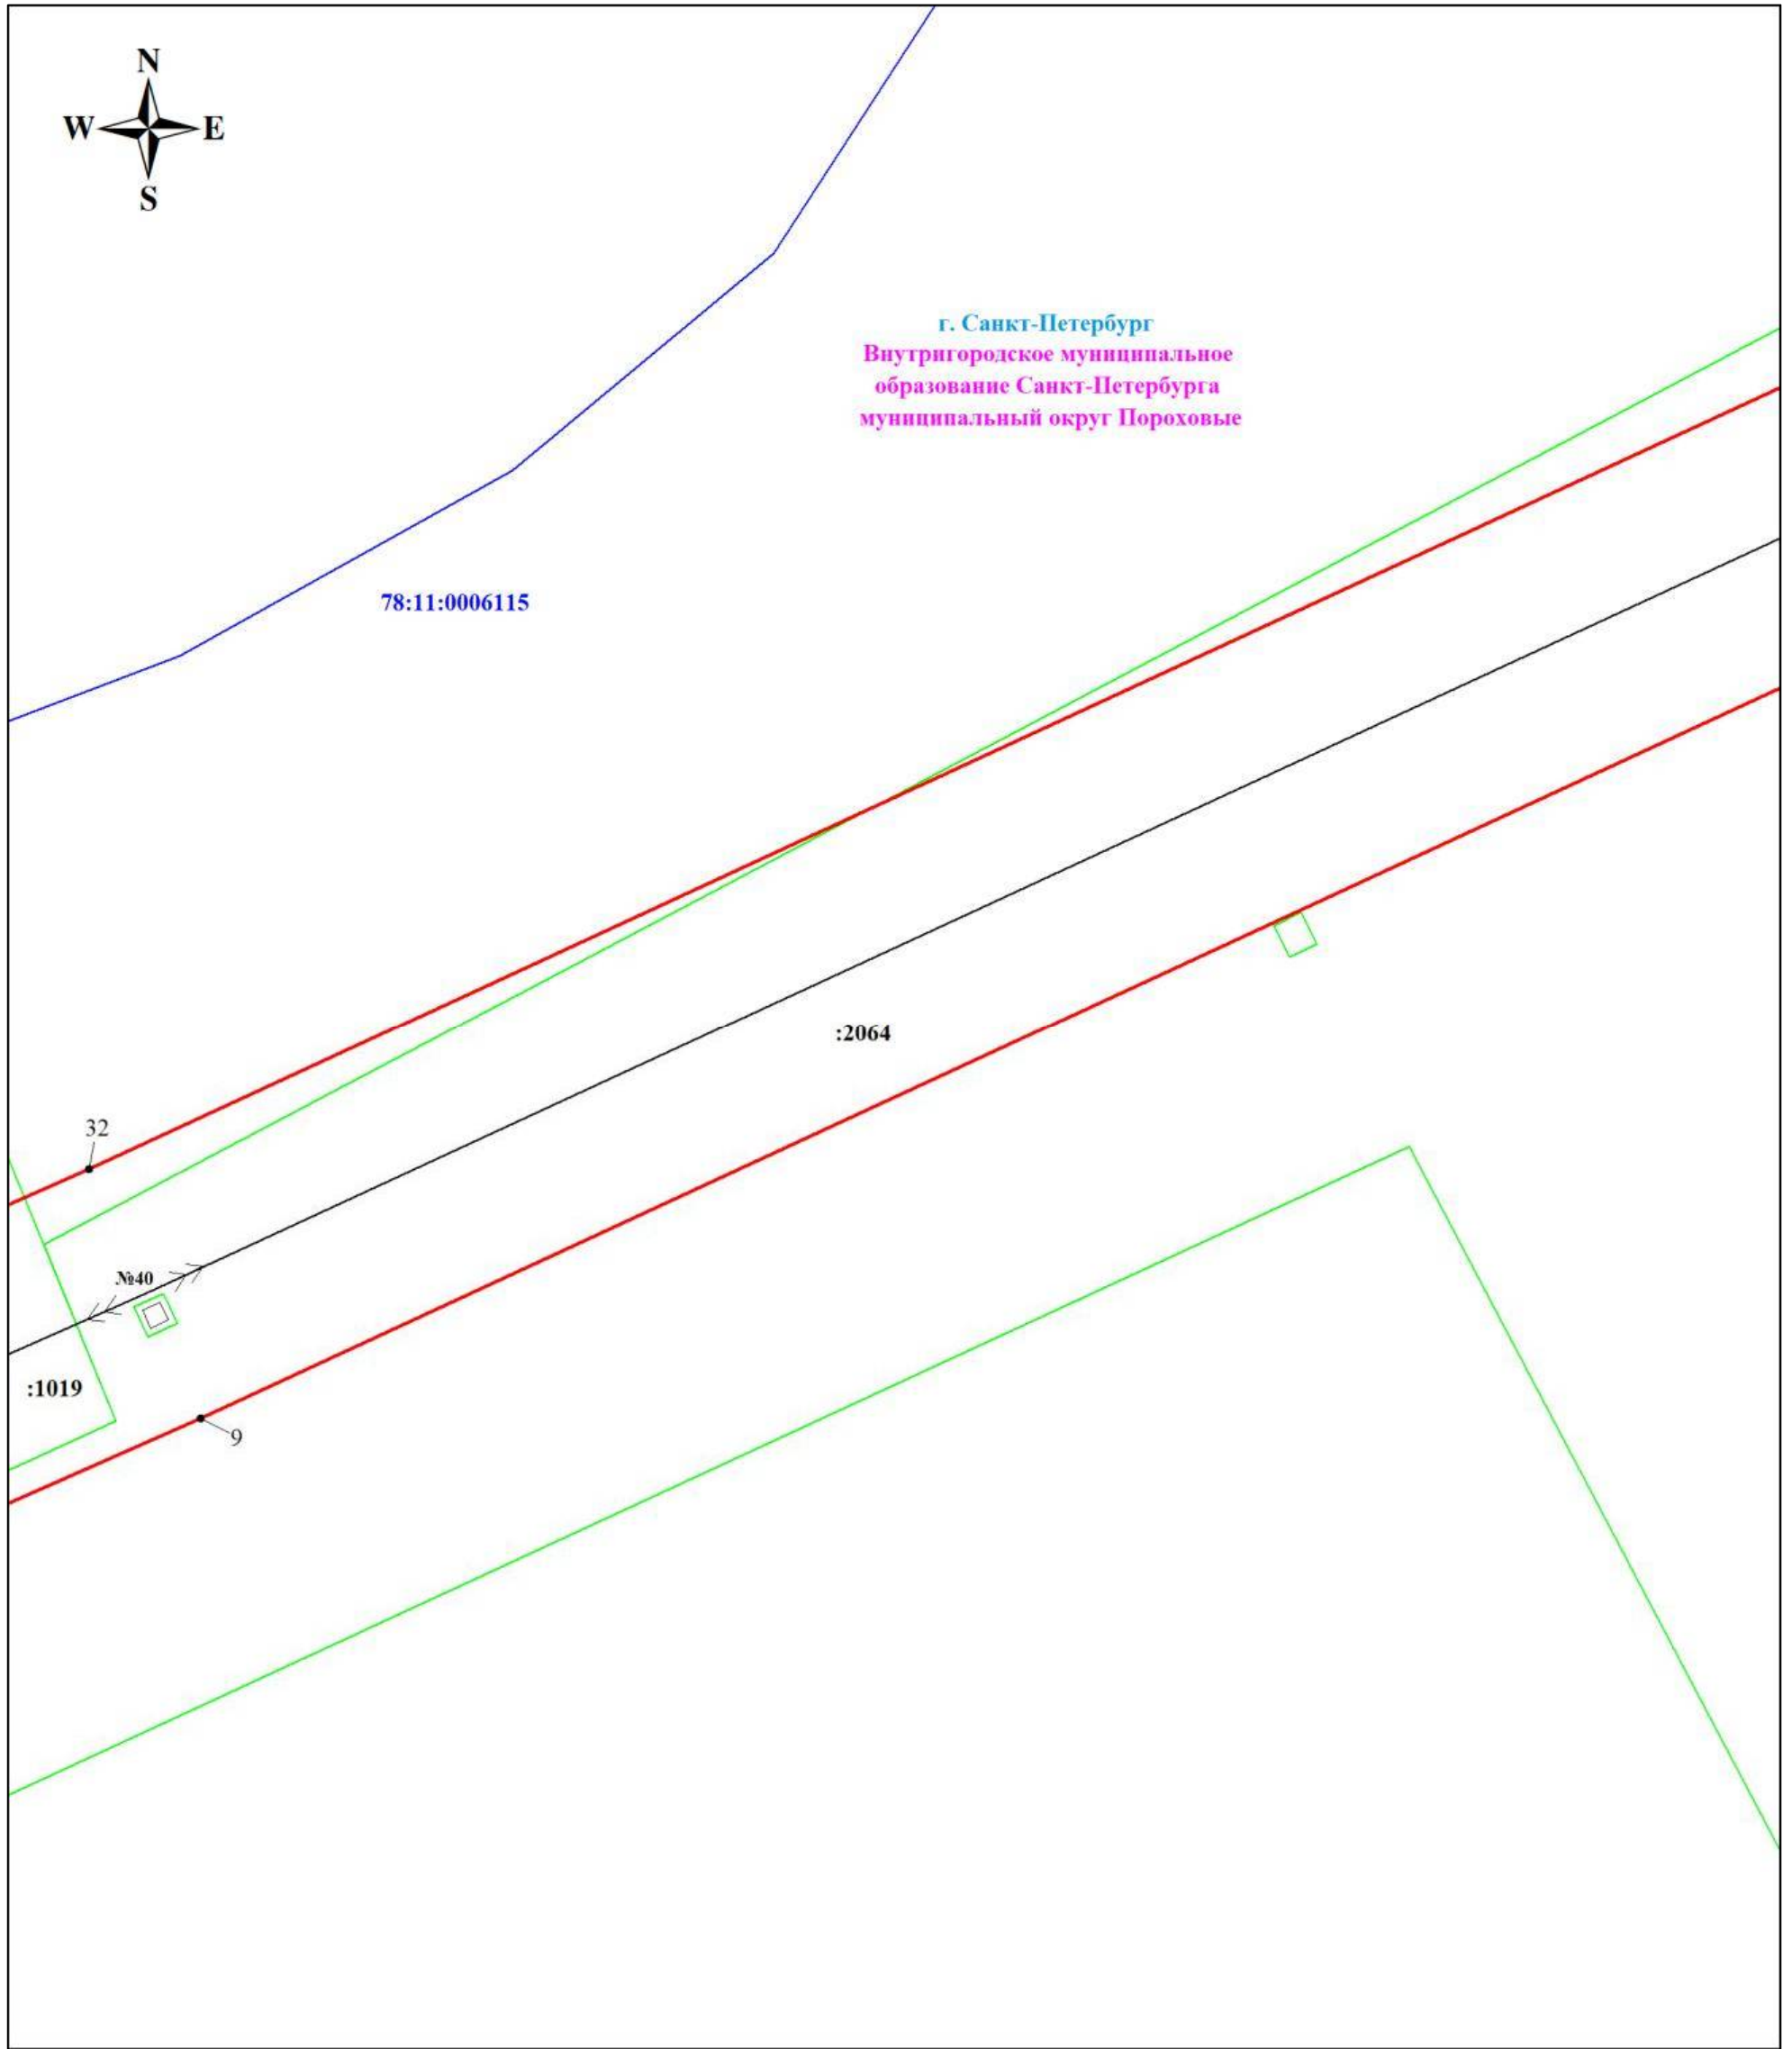 N
W E
S
г. Санкт-Петербург
Внутригородское муниципальное
образование Санкт-Петербурга
муниципальный округ Пороховые
78:11:0006115
:2064
32
№40
:1019
9